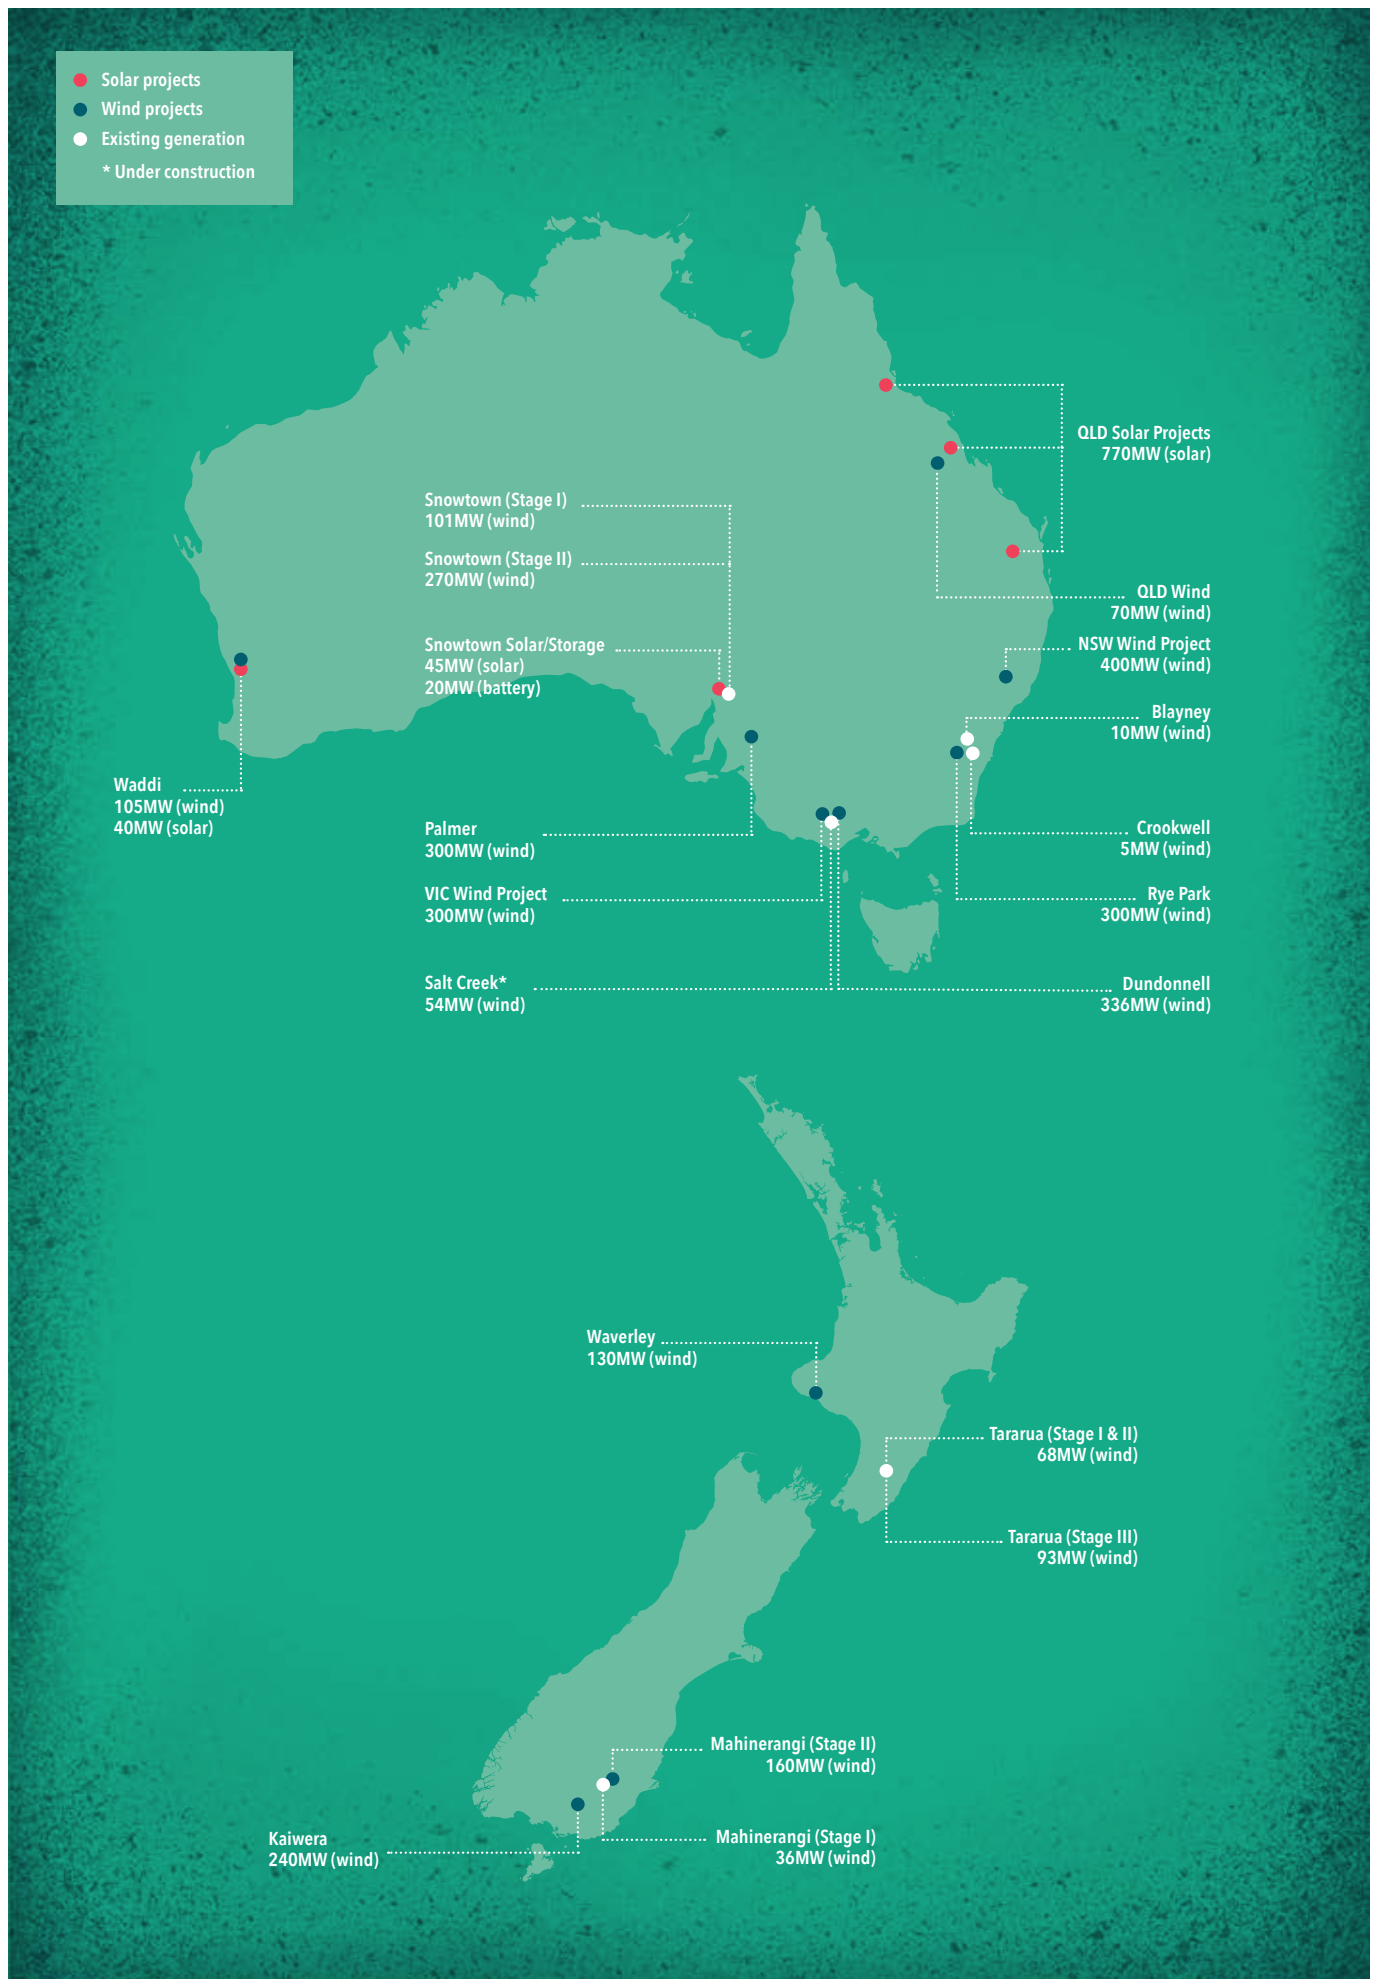 Solar projects
Wind projects
Existing generation
* Under construction
QLD Solar Projects
770MW (solar)
Snowtown (Stage I)
101MW (wind)
Snowtown (Stage II)
270MW (wind)
QLD Wind
70MW (wind)
Snowtown Solar/Storage
45MW (solar)
20MW (battery)
NSW Wind Project
400MW (wind)
Blayney
10MW (wind)
Waddi
105MW (wind)
40MW (solar)
Palmer
300MW (wind)
Crookwell
5MW (wind)
VIC Wind Project
300MW (wind)
Rye Park
300MW (wind)
Salt Creek*
54MW (wind)
Dundonnell
336MW (wind)
Waverley
130MW (wind)
Tararua (Stage I & II)
68MW (wind)
Tararua (Stage III)
93MW (wind)
Mahinerangi (Stage II)
160MW (wind)
Mahinerangi (Stage I)
36MW (wind)
Kaiwera
240MW (wind)